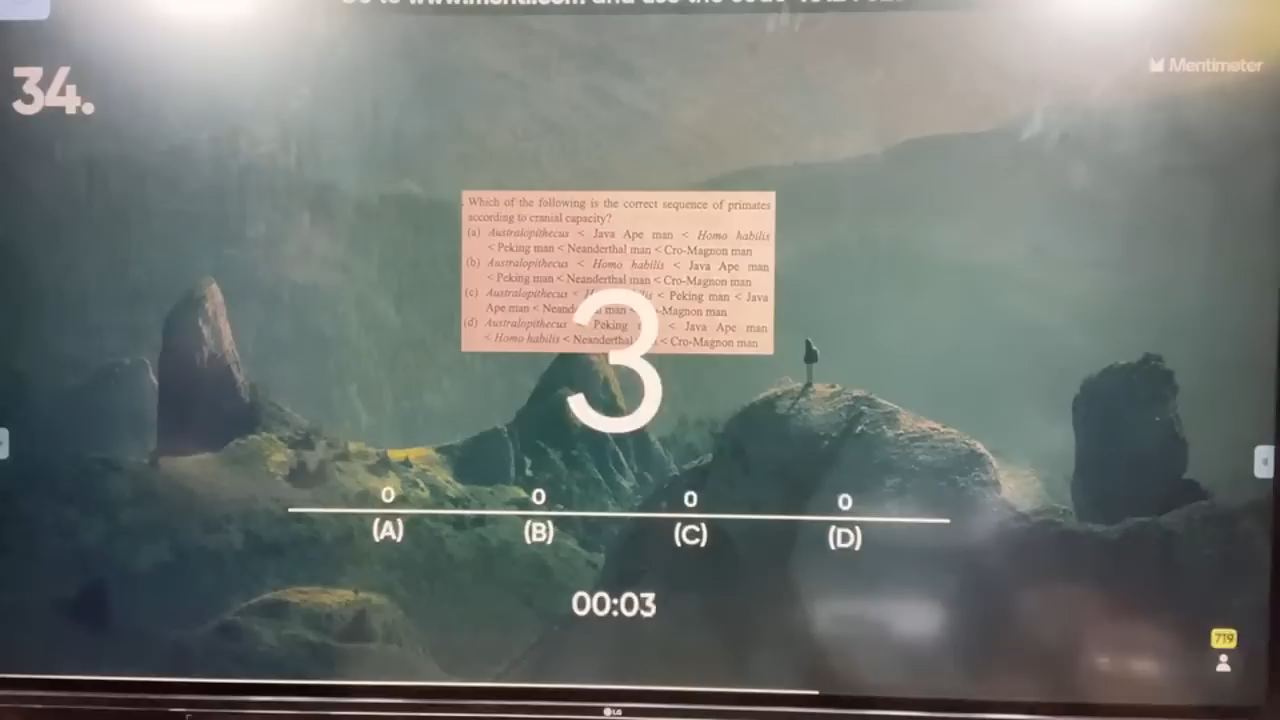 34.
Mentimeter
Which of the following is the correct sequence of primates
according to cranial capacity?
(a) Australopithecus < Java Ape man < Homo habilis
< Peking man < Neanderthal man < Cro-Magnon man
(b) Australopithecus < Homo habilis < Java Ape man
< Peking man < Neanderthal man < Cro-Magnon man
(c) Australopithecus < < Peking man < Java
Ape man < man < -Magnon man
(d) Australopithecus Peking < Java Ape man
< Homo habilis < Neanderthal < Cro-Magnon man
3
0 0 0 0
(A) (B) (C) (D)
00:03
719
LG